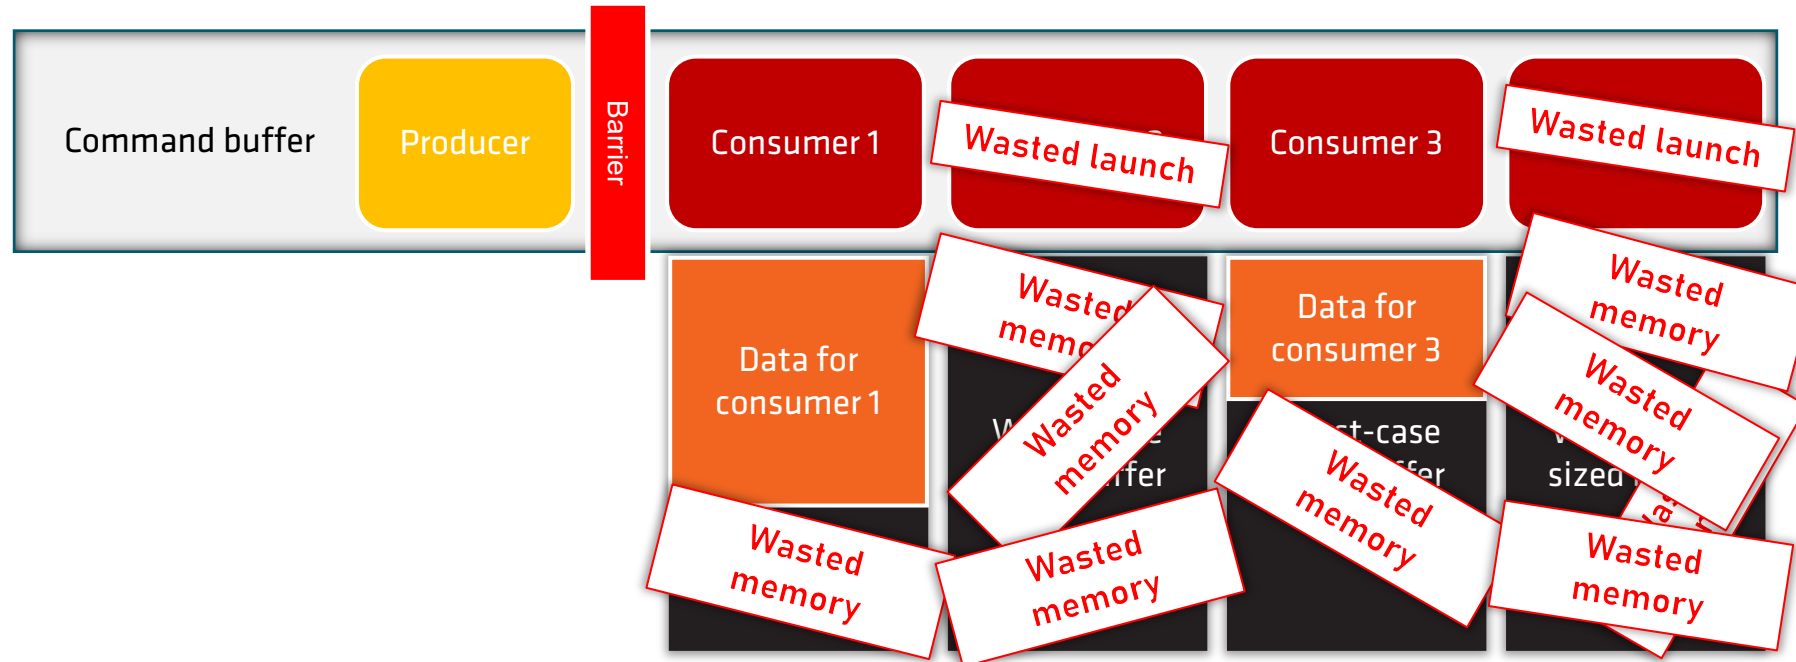 Command buffer
Producer
Barrier
Consumer 1
Wasted launch
Consumer 3
Wasted launch
Data for
consumer 1
Wasted
memory
Wasted
Wasted
memory
Wasted
memory
Data for
consumer 3
Wasted
memory
Wasted
memory
Wasted
memory
sized
Wasted
memory